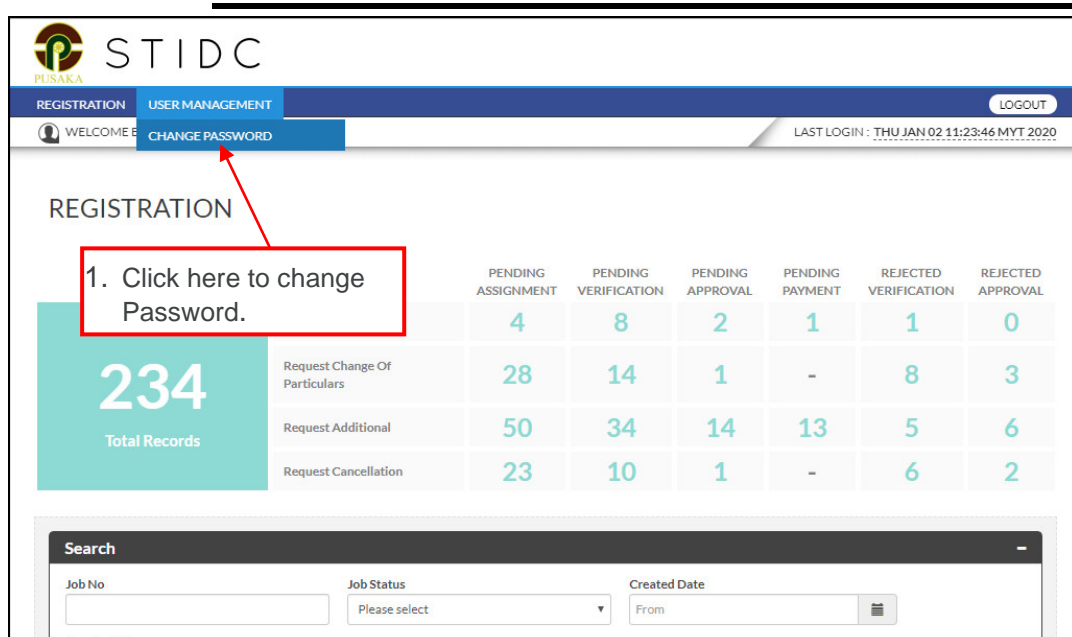 STIDC
PUSAKA
REGISTRATION USER MANAGEMENT LOGOUT
WELCOME CHANGE PASSWORD LAST LOGIN : THU JAN 02 11:23:46 MYT 2020
REGISTRATION
1. Click here to change
Password.
PENDING ASSIGNMENT PENDING VERIFICATION PENDING APPROVAL PENDING PAYMENT REJECTED VERIFICATION REJECTED APPROVAL
4 8 2 1 1 0
234
Total Records
Request Change Of
Particulars
28 14 1 - 8 3
Request Additional 50 34 14 13 5 6
Request Cancellation 23 10 1 - 6 2
Search −
Job No Job Status Created Date
Please select From